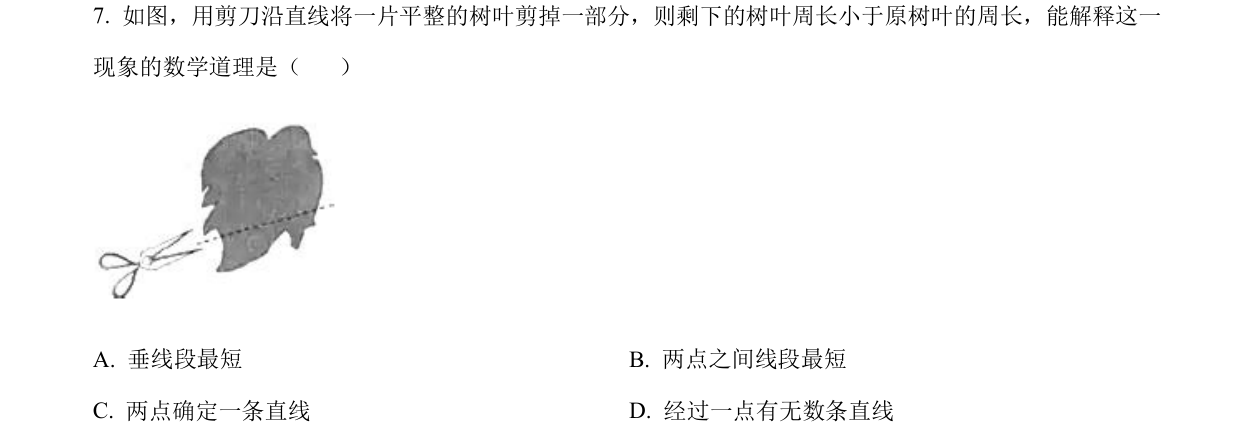 7. 如图，用剪刀沿直线将一片平整的树叶剪掉一部分，则剩下的树叶周长小于原树叶的周长，能解释这一
现象的数学道理是（　　）
A. 垂线段最短
B. 两点之间线段最短
C. 两点确定一条直线
D. 经过一点有无数条直线